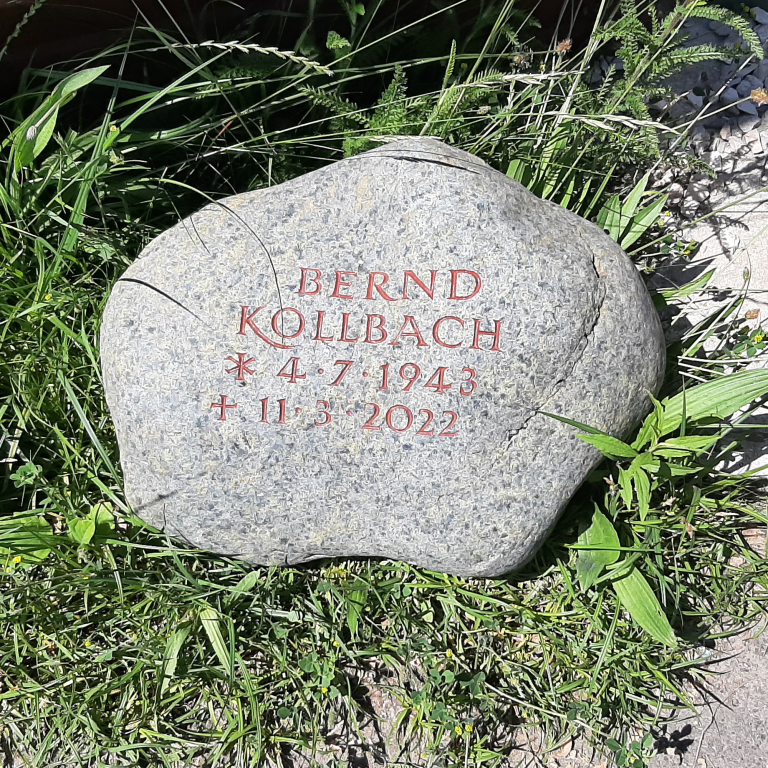 BERND
KOLLBACH
* 4·7·1943
+ 11·3·2022